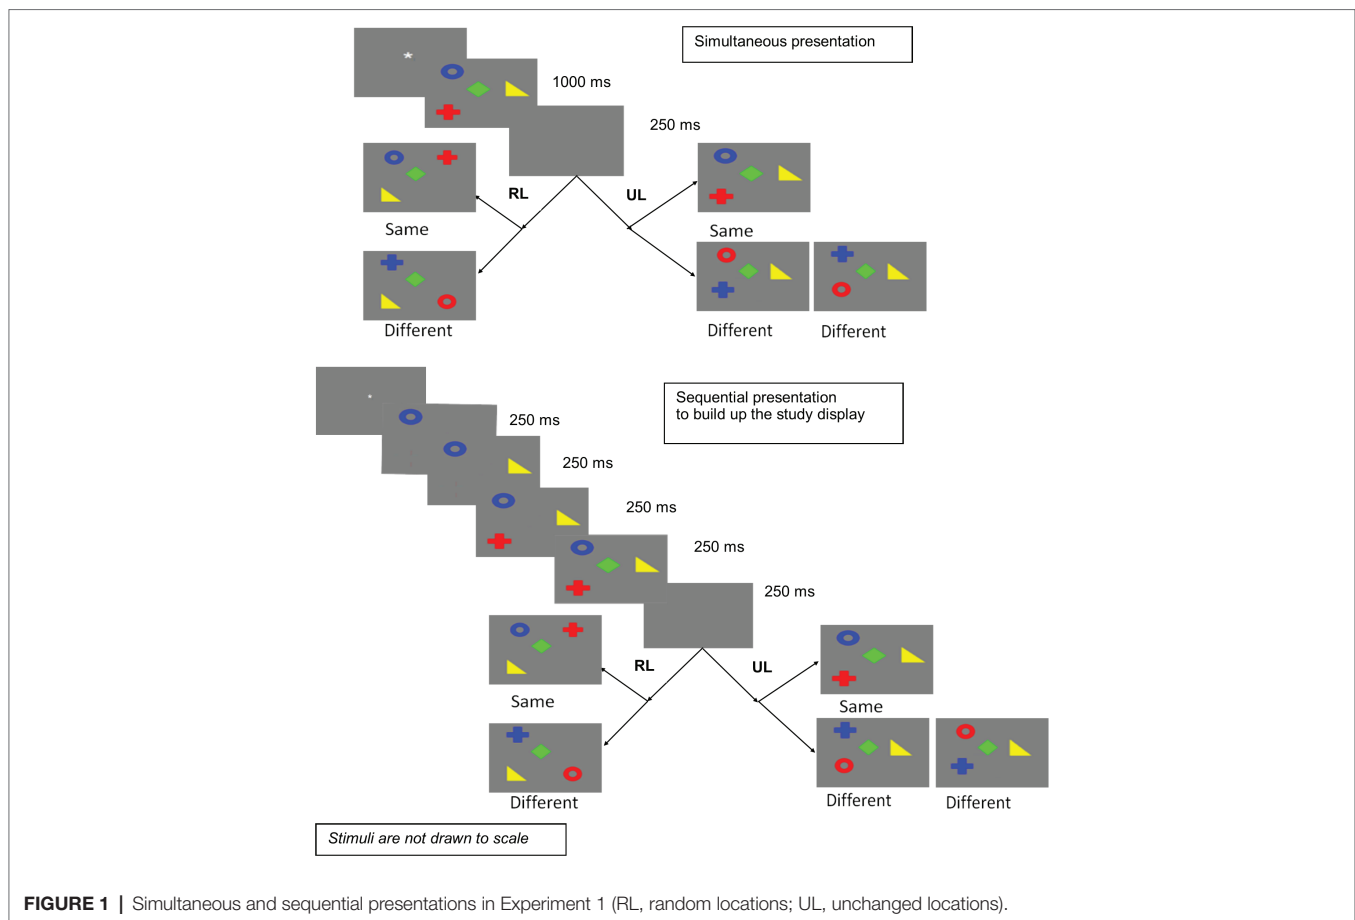 Simultaneous presentation
*
1000 ms
250 ms
RL
UL
Same
Same
Different
Different
Different
Sequential presentation
to build up the study display
250 ms
250 ms
250 ms
250 ms
250 ms
RL
UL
Same
Same
Different
Different
Different
Stimuli are not drawn to scale
FIGURE 1 | Simultaneous and sequential presentations in Experiment 1 (RL, random locations; UL, unchanged locations).